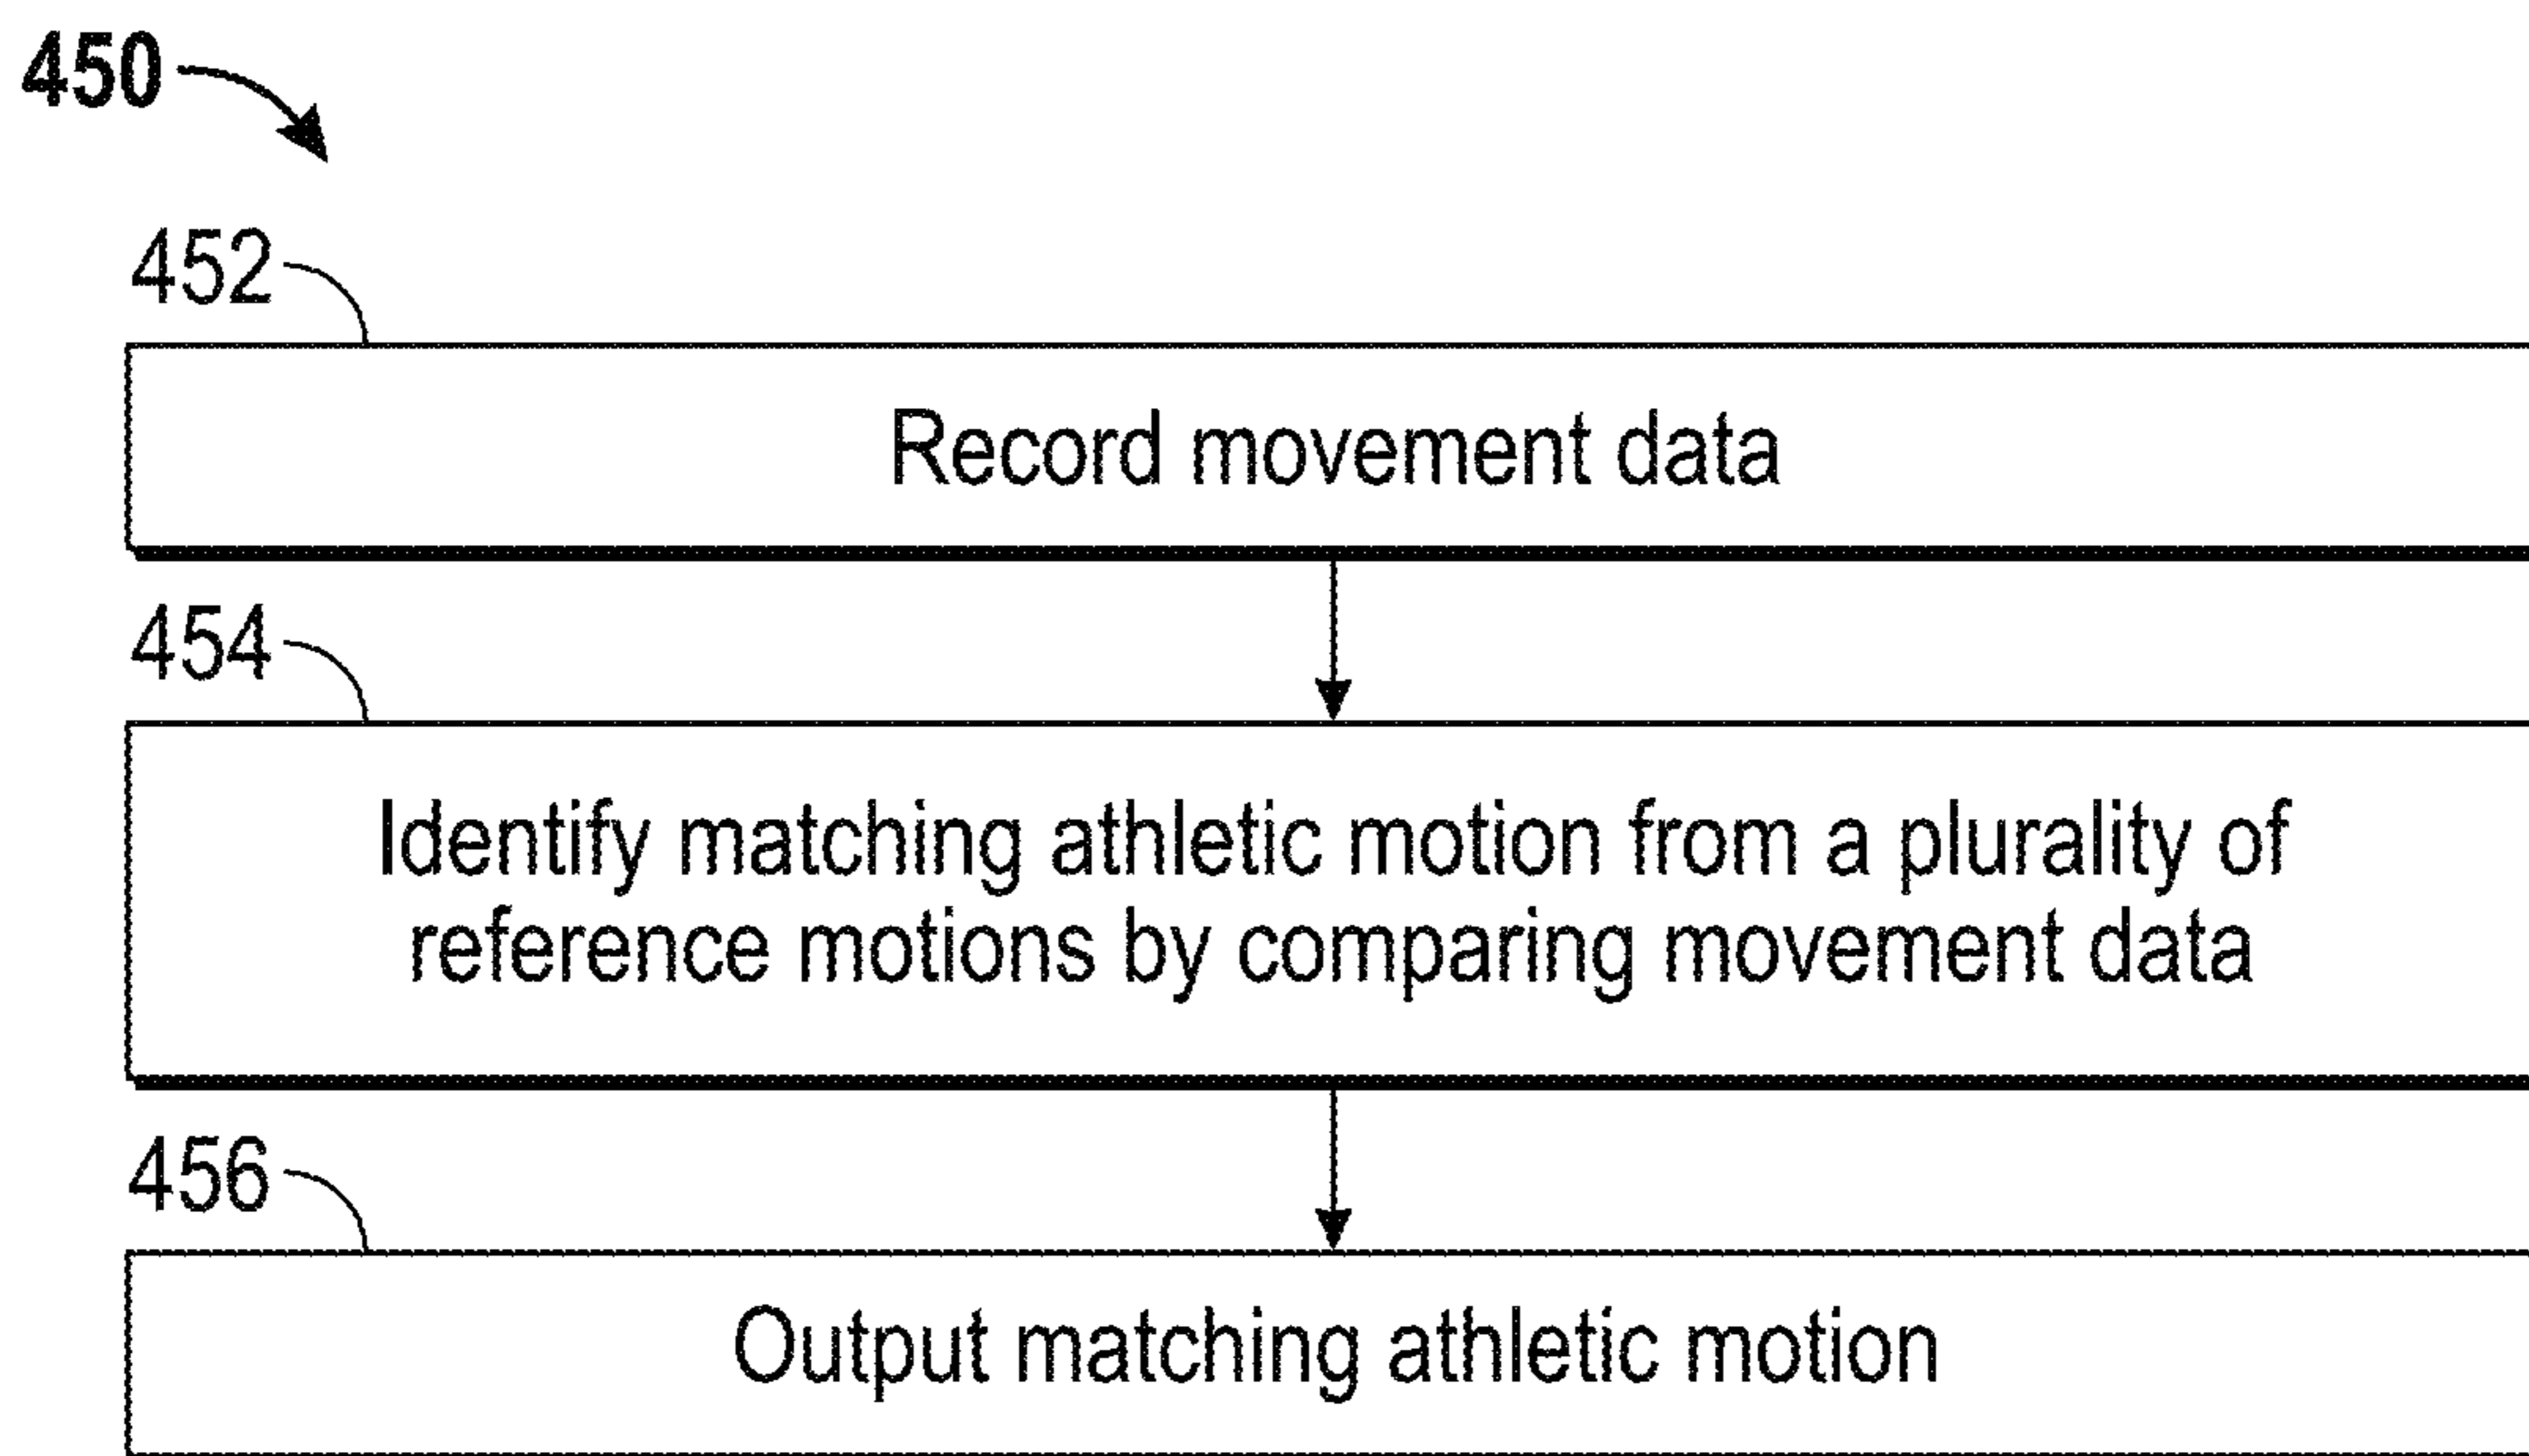 450
452
Record movement data
454
Identify matching athletic motion from a plurality of
reference motions by comparing movement data
456
Output matching athletic motion